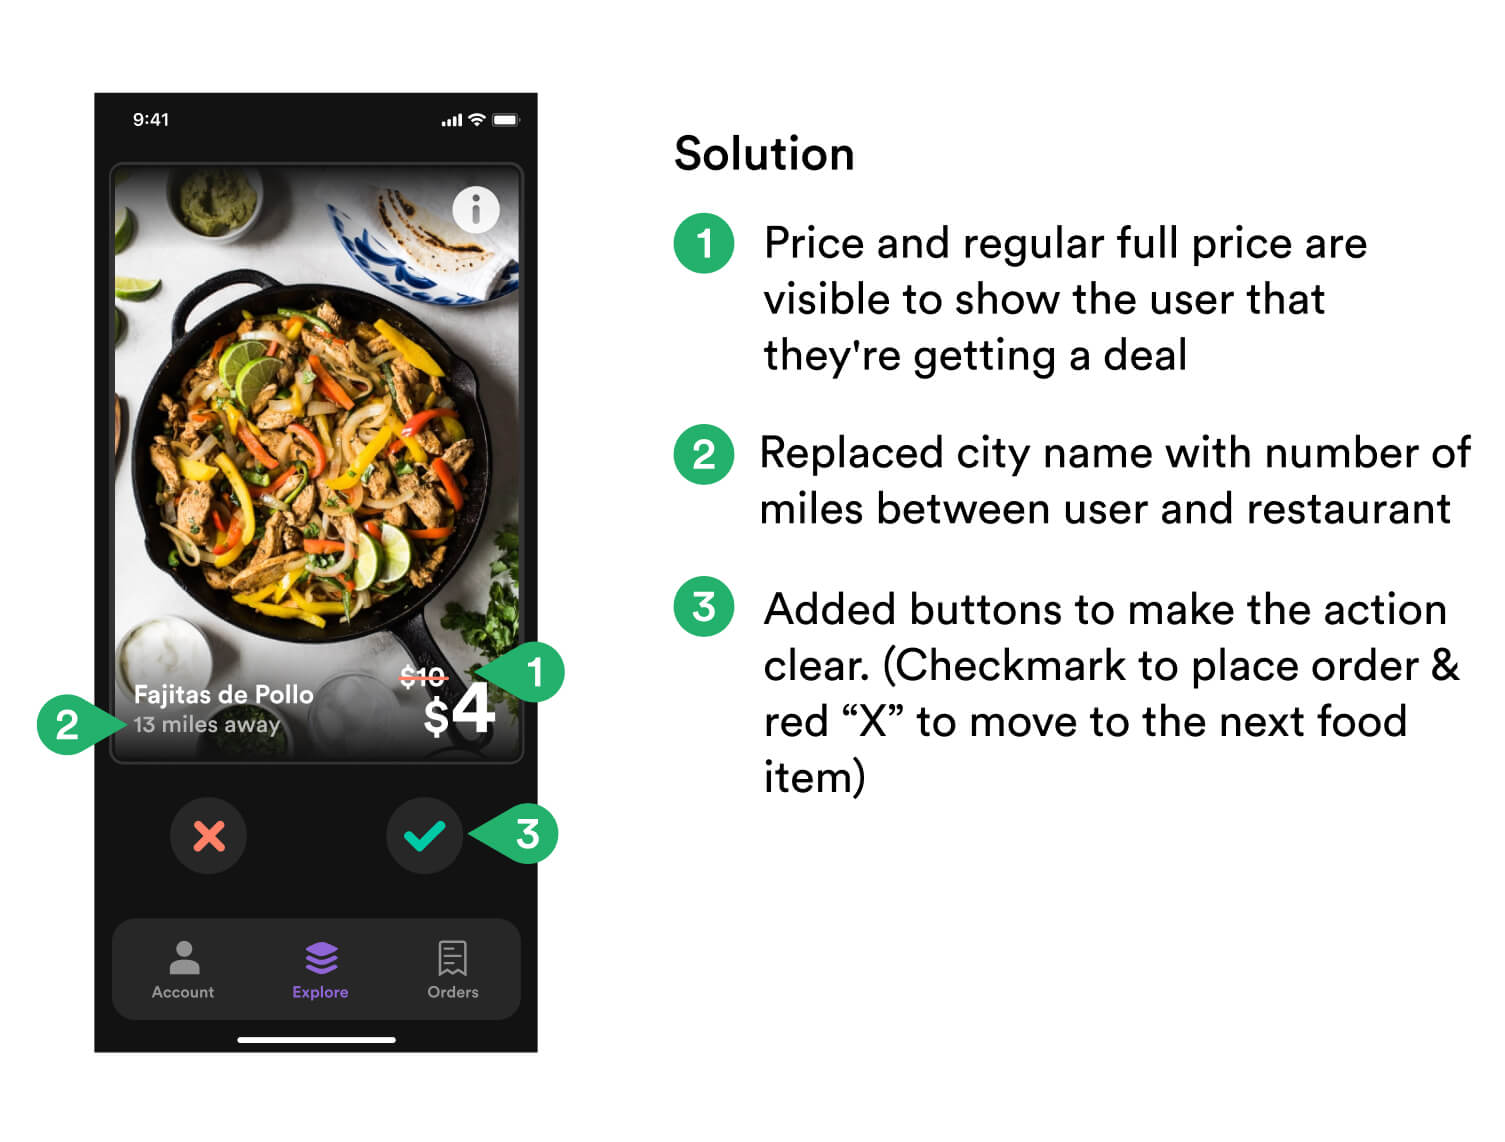 9:41
$10
Fajitas de Pollo
$4
13 miles away
1
2
3
Account
Explore
Orders
Solution
1
Price and regular full price are
visible to show the user that
they're getting a deal
2
Replaced city name with number of
miles between user and restaurant
3
Added buttons to make the action
clear. (Checkmark to place order &
red “X” to move to the next food
item)